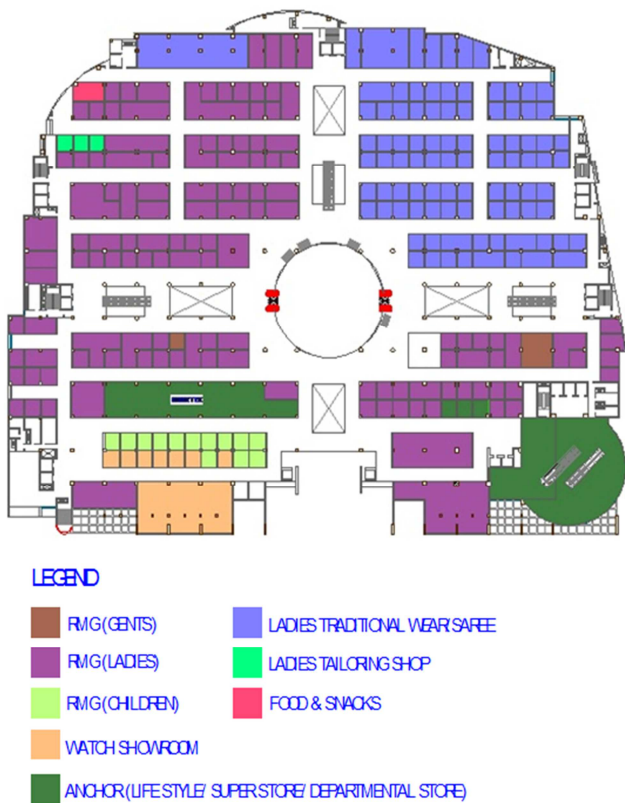 LEGEND
RMG (GENTS)
LADIES TRADITIONAL WEAR/SAREE
RMG (LADIES)
LADIES TAILORING SHOP
RMG (CHILDREN)
FOOD & SNACKS
WATCH SHOWROOM
ANCHOR (LIFE STYLE/ SUPER STORE/ DEPARTMENTAL STORE)